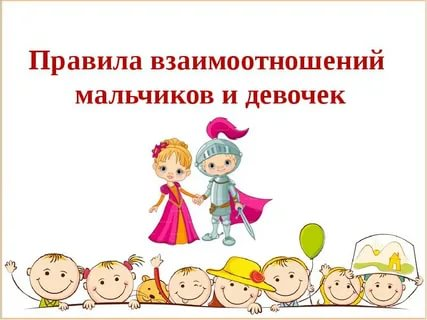 Правила взаимоотношений
мальчиков и девочек